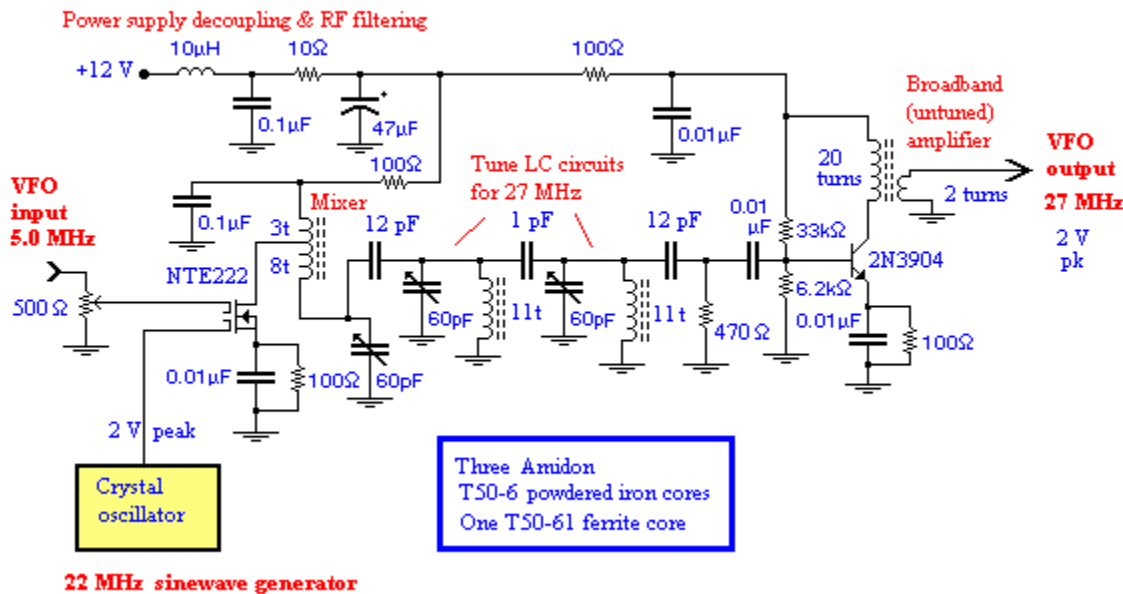 Power supply decoupling & RF filtering
10µH
10Ω
100Ω
+12 V
0.1µF
47µF
+
0.01µF
Broadband
(untuned)
amplifier
100Ω
Tune LC circuits
for 27 MHz
20
turns
VFO
output
27 MHz
2 V
pk
2 turns
VFO
input
5.0 MHz
0.1µF
Mixer
3t
8t
12 pF
1 pF
12 pF
0.01
µF
33kΩ
2N3904
NTE222
500 Ω
60pF
11t
60pF
11t
470 Ω
6.2kΩ
0.01µF
100Ω
0.01µF
100Ω
60pF
2 V peak
Crystal
oscillator
Three Amidon
T50-6 powdered iron cores
One T50-61 ferrite core
22 MHz sinewave generator